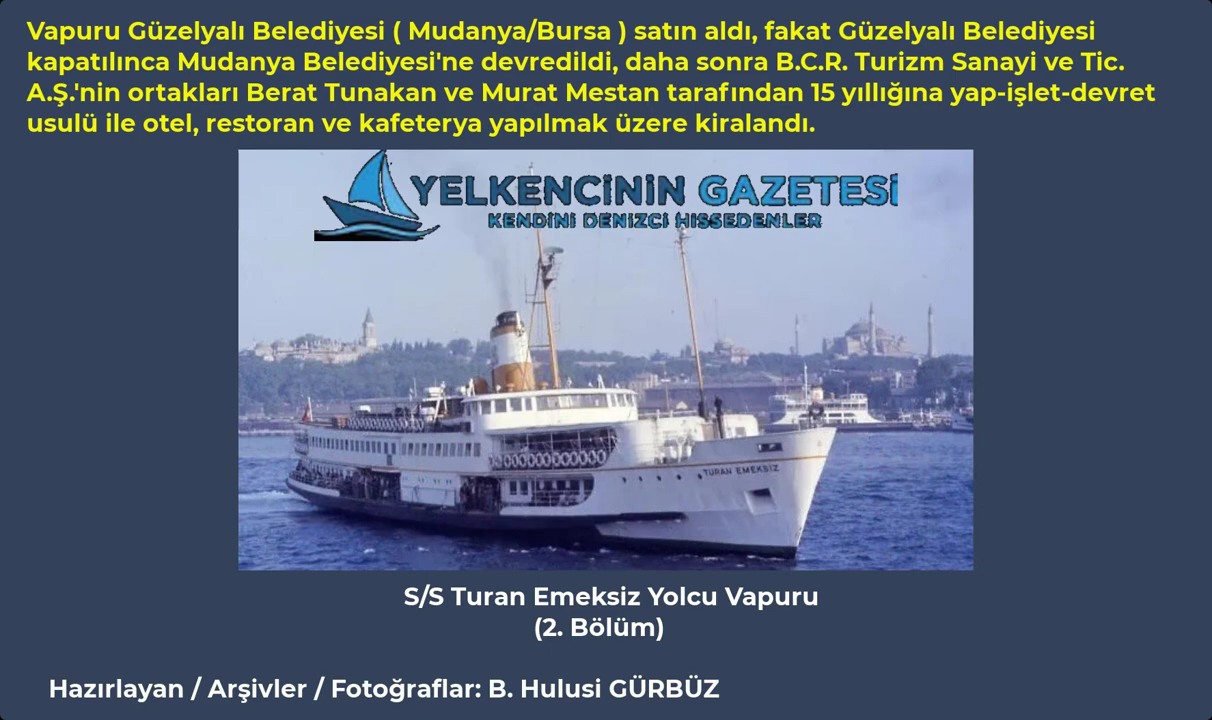 Vapuru Güzelyalı Belediyesi ( Mudanya/Bursa ) satın aldı, fakat Güzelyalı Belediyesi
kapatılınca Mudanya Belediyesi'ne devredildi, daha sonra B.C.R. Turizm Sanayi ve Tic.
A.Ş.'nin ortakları Berat Tunakan ve Murat Mestan tarafından 15 yıllığına yap-işlet-devret
usulü ile otel, restoran ve kafeterya yapılmak üzere kiralandı.
YELKENCİNİN GAZETESİ
KENDİNİ DENİZCİ HİSSEDENLER
TURAN EMEKSİZ
S/S Turan Emeksiz Yolcu Vapuru
(2. Bölüm)
Hazırlayan / Arşivler / Fotoğraflar: B. Hulusi GÜRBÜZ